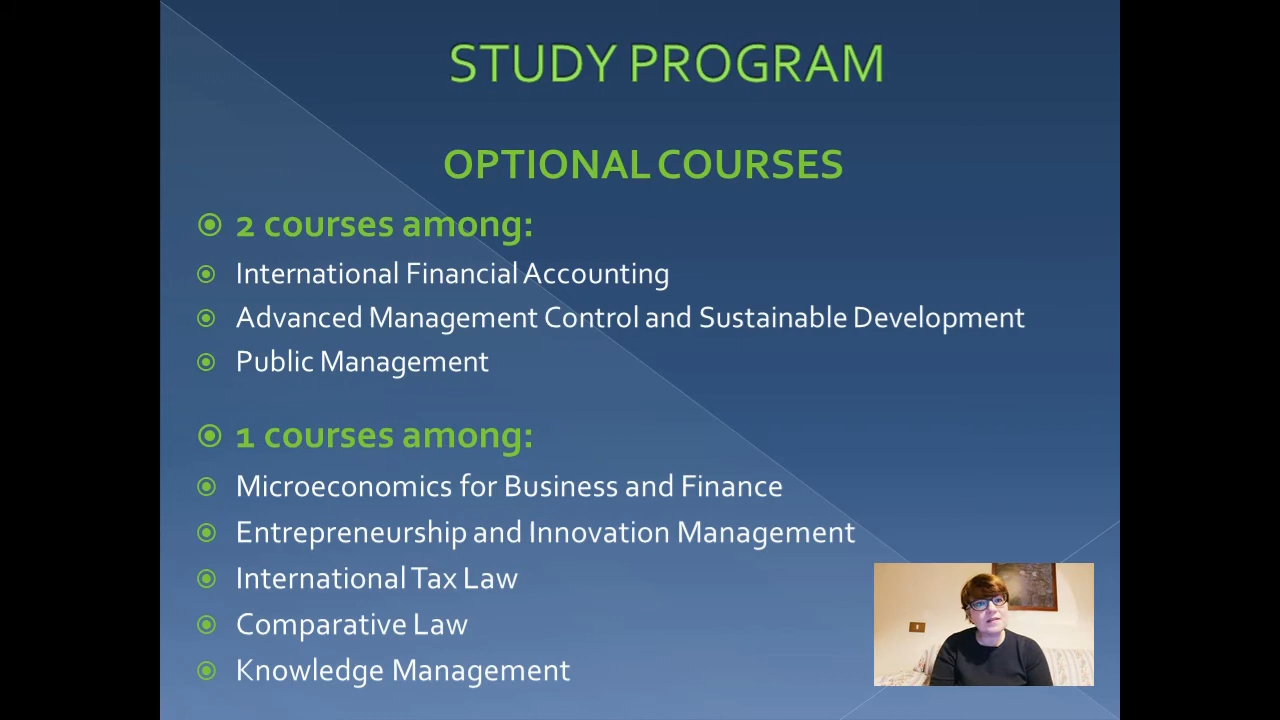 STUDY PROGRAM
OPTIONAL COURSES
2 courses among:
International Financial Accounting
Advanced Management Control and Sustainable Development
Public Management
1 courses among:
Microeconomics for Business and Finance
Entrepreneurship and Innovation Management
International Tax Law
Comparative Law
Knowledge Management